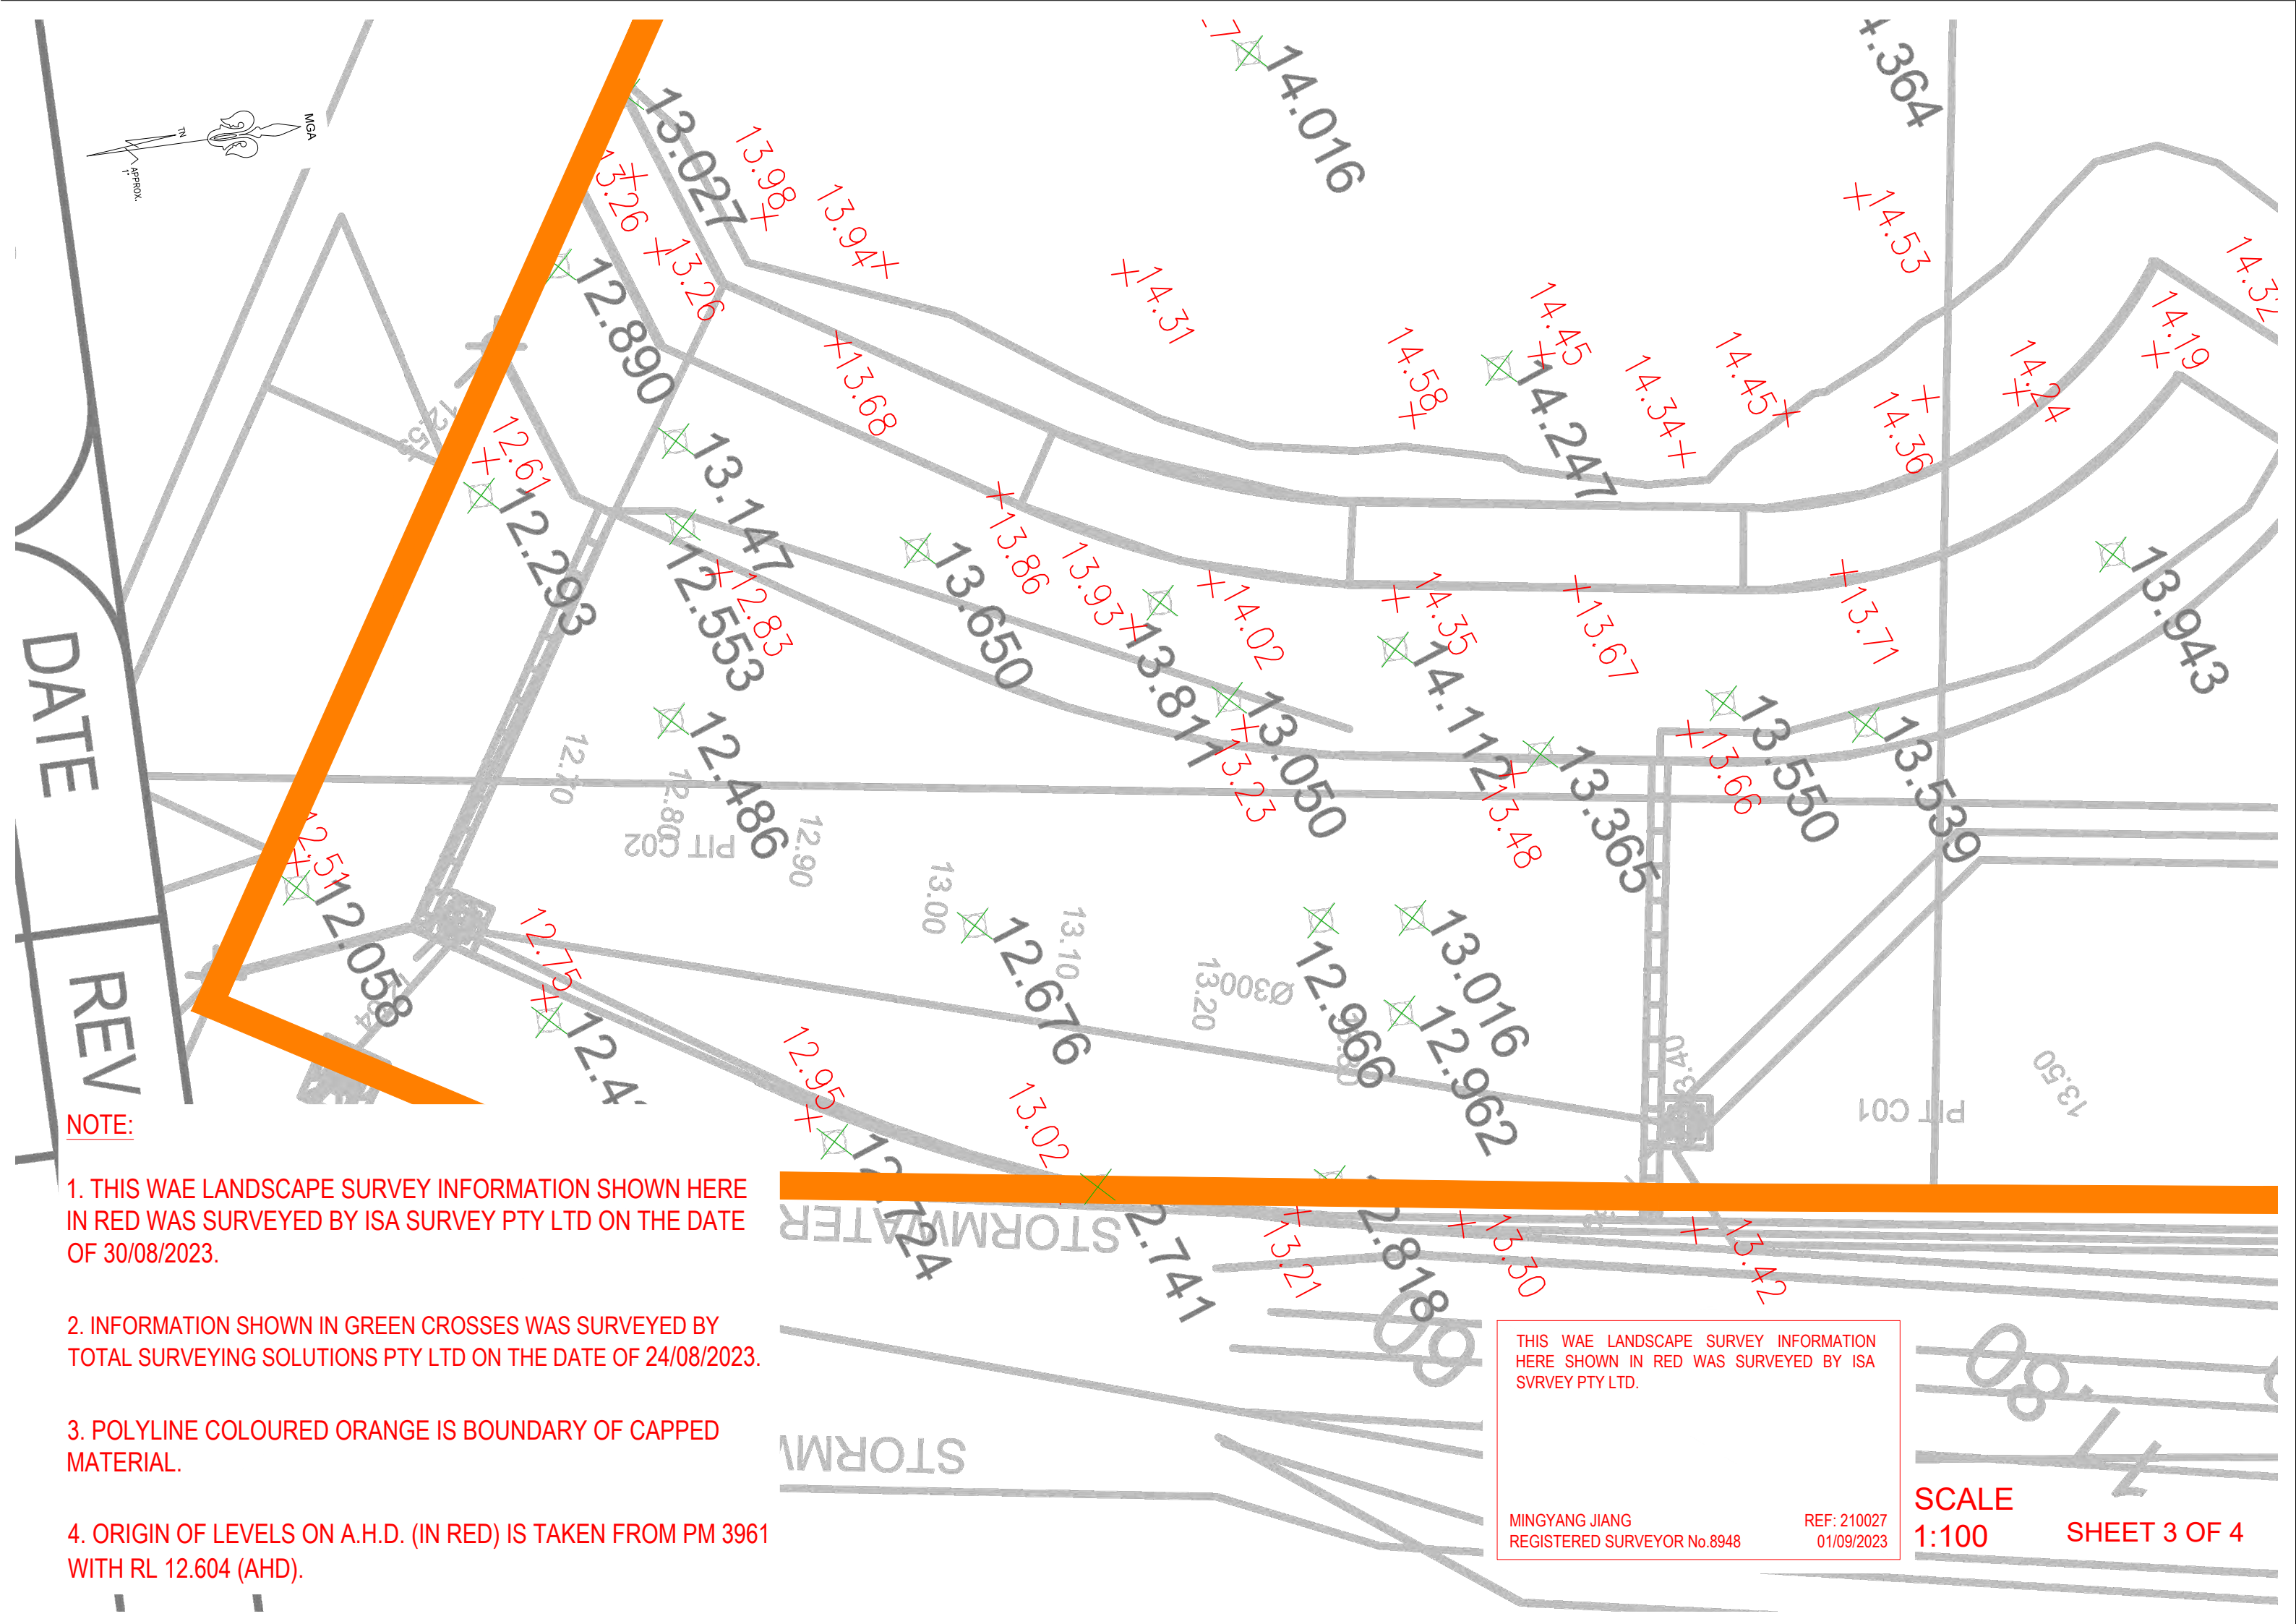 MGA
TN
APPROX.
1°
14.016
13.027
13.98
13.94
13.26
13.26
14.53
14.31
12.890
14.45
14.19
14.58
14.247
14.34
14.45
14.24
14.36
13.68
12.61
13.147
12.293
13.86
13.93
14.02
12.553
12.83
13.650
13.811
14.35
13.67
13.71
13.943
14.112
13.050
13.23
DATE
12.486
12.70
12.80
PIT C02
12.90
13.365
13.48
13.66
13.550
13.539
12.51
12.058
13.00
12.676
13.10
13.20
Ø300
12.966
13.016
12.962
12.75
REV
12.95
13.02
PIT C01
13.50
STORMWATER
13.21
13.30
13.42
NOTE:
1. THIS WAE LANDSCAPE SURVEY INFORMATION SHOWN HERE
IN RED WAS SURVEYED BY ISA SURVEY PTY LTD ON THE DATE
OF 30/08/2023.
2. INFORMATION SHOWN IN GREEN CROSSES WAS SURVEYED BY
TOTAL SURVEYING SOLUTIONS PTY LTD ON THE DATE OF 24/08/2023.
3. POLYLINE COLOURED ORANGE IS BOUNDARY OF CAPPED
MATERIAL.
4. ORIGIN OF LEVELS ON A.H.D. (IN RED) IS TAKEN FROM PM 3961
WITH RL 12.604 (AHD).
THIS WAE LANDSCAPE SURVEY INFORMATION
HERE SHOWN IN RED WAS SURVEYED BY ISA
SVRVEY PTY LTD.
MINGYANG JIANG REF: 210027
REGISTERED SURVEYOR No.8948 01/09/2023
SCALE
1:100
SHEET 3 OF 4